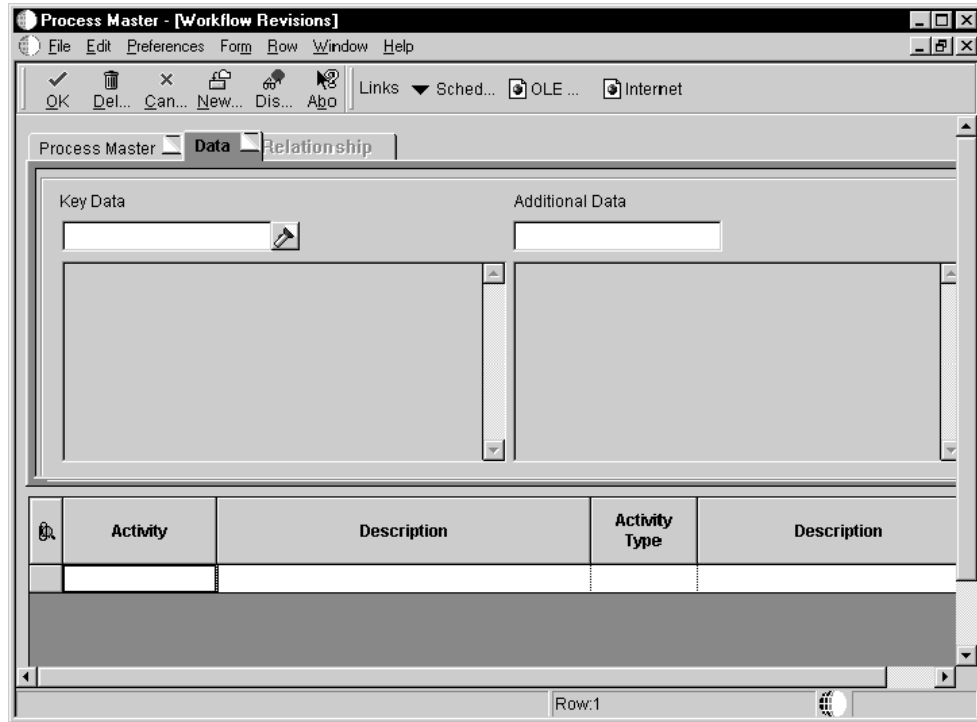 Process Master - [Workflow Revisions]
File Edit Preferences Form Row Window Help
OK Del... Can... New... Dis... Abo Links Sched... OLE ... Internet
Process Master Data Relationship
Key Data Additional Data
Activity Description Activity Type Description
Row:1